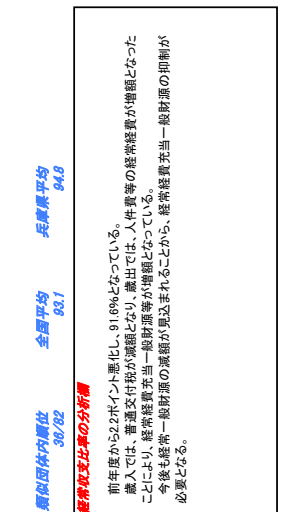 類似団体内順位
36/82
全国平均
93.1
兵庫県平均
94.8
経常収支比率の分析欄
前年度から2.2ポイント悪化し、91.6%となっている。
歳入では、普通交付税が減額となり、歳出では、人件費等の経常経費が増額となった
ことにより、経常経費充当一般財源等が増額となっている。
今後も経常一般財源の減額が見込まれることから、経常経費充当一般財源の抑制が
必要となる。